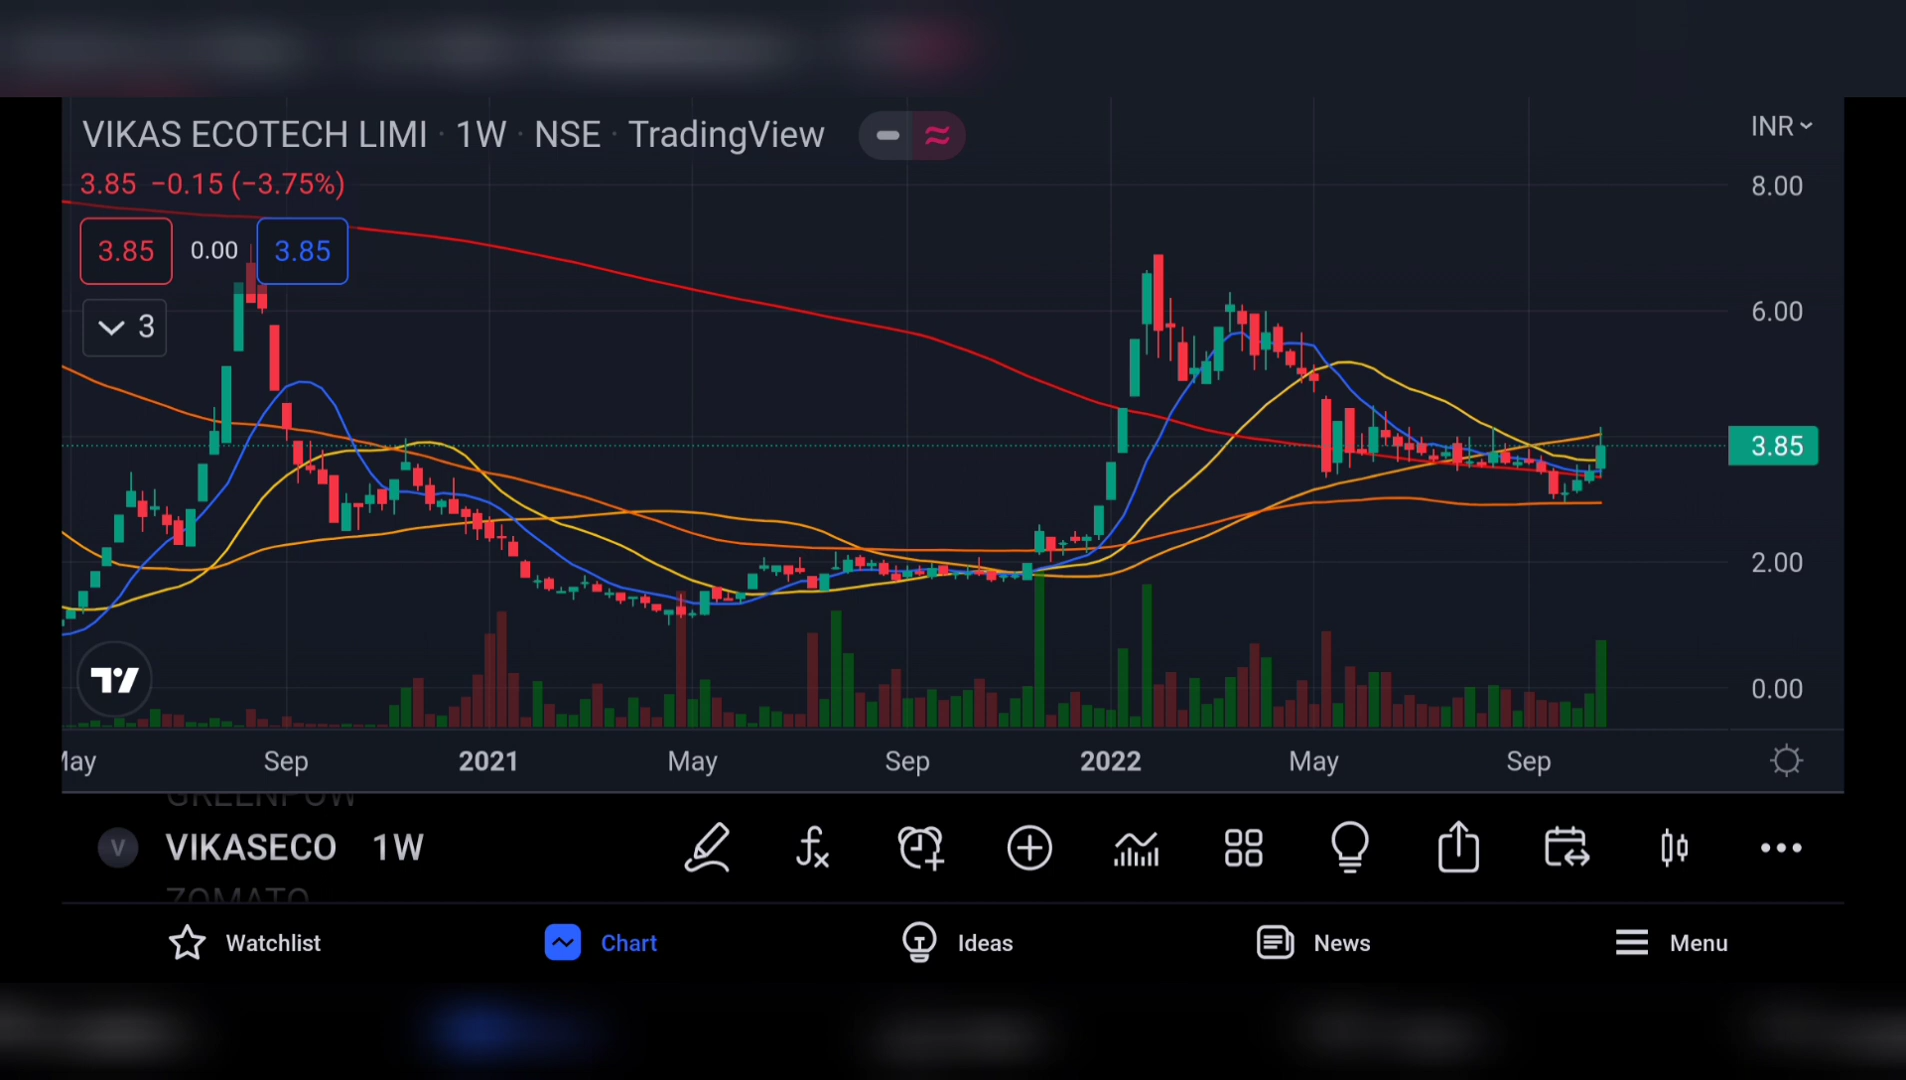 VIKAS ECOTECH LIMI · 1W · NSE · TradingView
INR
3.85 −0.15 (−3.75%)
3.85 0.00 3.85
3
8.00
6.00
3.85
2.00
0.00
Sep 2021 May Sep 2022 May Sep
V VIKASECO 1W
ZOMATO
Watchlist Chart Ideas News Menu